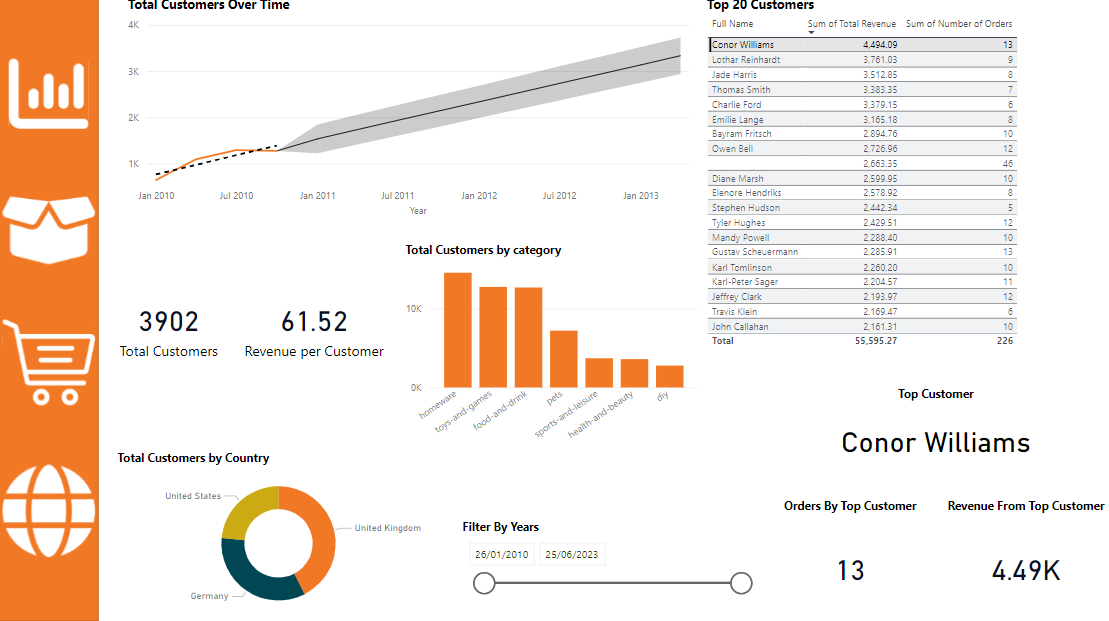 Total Customers Over Time
4K
3K
2K
1K
Jan 2010 Jul 2010 Jan 2011 Jul 2011 Jan 2012 Jul 2012 Jan 2013
Year
Top 20 Customers
Full Name Sum of Total Revenue Sum of Number of Orders
Conor Williams 4,494.09 13
Lothar Reinhardt 3,761.03 9
Jade Harris 3,512.85 8
Thomas Smith 3,383.35 7
Charlie Ford 3,379.15 6
Emilie Lange 3,165.18 8
Bayram Fritsch 2,894.76 10
Owen Bell 2,726.96 12
2,663.35 46
Diane Marsh 2,599.95 10
Elenore Hendriks 2,578.92 8
Stephen Hudson 2,442.34 5
Tyler Hughes 2,429.51 12
Mandy Powell 2,288.40 10
Gustav Scheuermann 2,285.91 13
Karl Tomlinson 2,260.20 10
Karl-Peter Sager 2,204.57 11
Jeffrey Clark 2,193.97 12
Travis Klein 2,169.47 6
John Callahan 2,161.31 10
Total 55,595.27 226
3902
Total Customers
61.52
Revenue per Customer
Total Customers by category
10K
0K
homeware
toys-and-games
food-and-drink
pets
sports-and-leisure
health-and-beauty
diy
Top Customer
Conor Williams
Total Customers by Country
United States
United Kingdom
Germany
Filter By Years
26/01/2010 25/06/2023
Orders By Top Customer
13
Revenue From Top Customer
4.49K